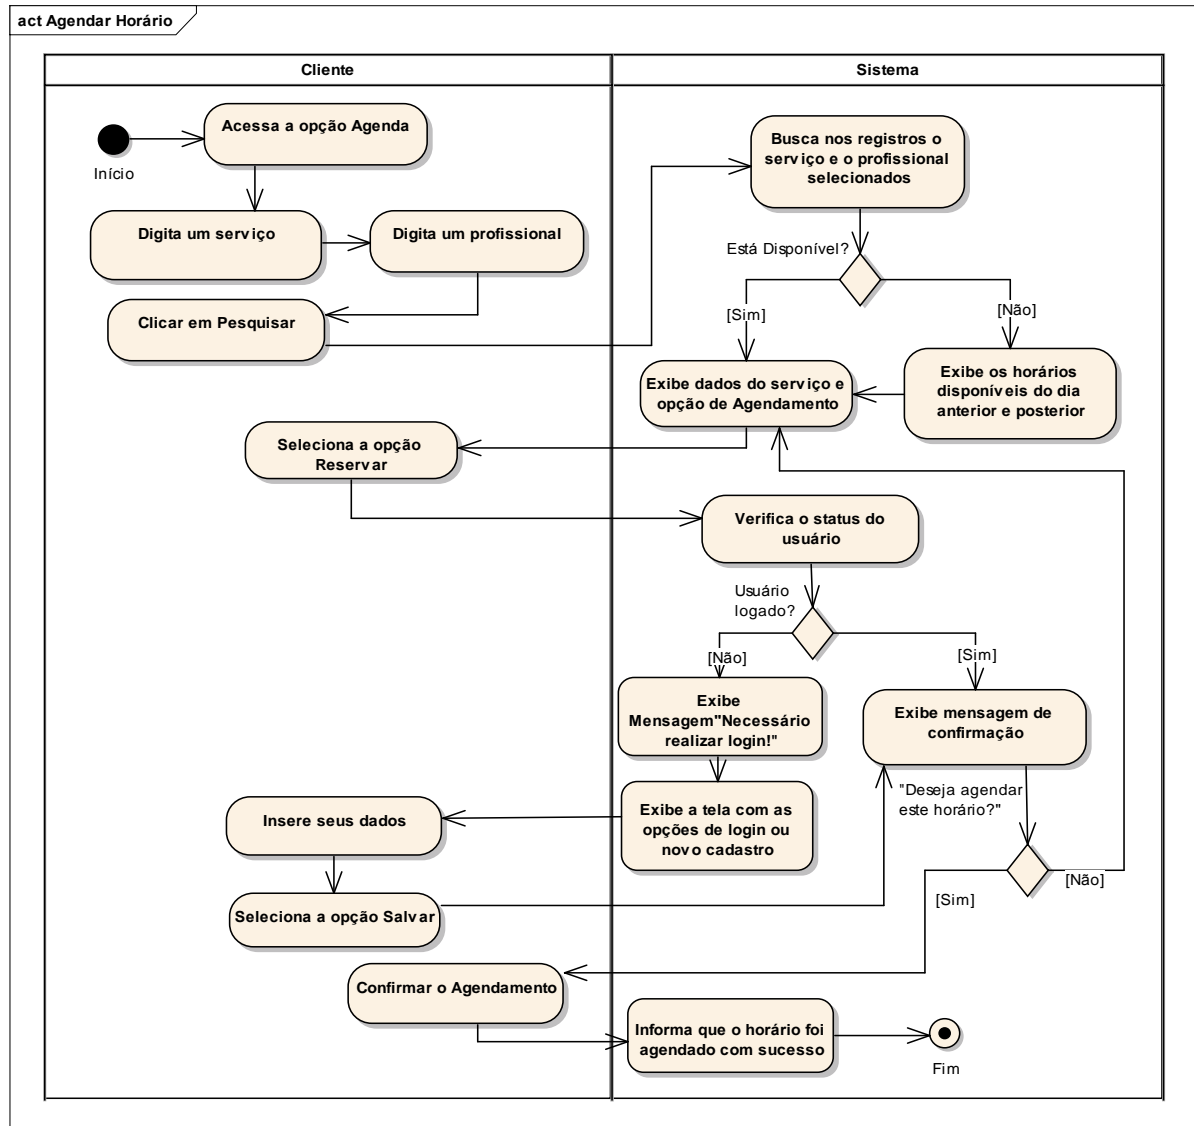 act Agendar Horário
Cliente
Sistema
Início
Acessa a opção Agenda
Digita um serviço
Digita um profissional
Clicar em Pesquisar
Busca nos registros o
serviço e o profissional
selecionados
Está Disponível?
[Sim]
[Não]
Exibe dados do serviço e
opção de Agendamento
Exibe os horários
disponíveis do dia
anterior e posterior
Seleciona a opção
Reservar
Verifica o status do
usuário
Usuário
logado?
[Não]
[Sim]
Exibe
Mensagem"Necessário
realizar login!"
Exibe mensagem de
confirmação
"Deseja agendar
este horário?"
Exibe a tela com as
opções de login ou
novo cadastro
Insere seus dados
Seleciona a opção Salvar
[Sim]
[Não]
Confirmar o Agendamento
Informa que o horário foi
agendado com sucesso
Fim